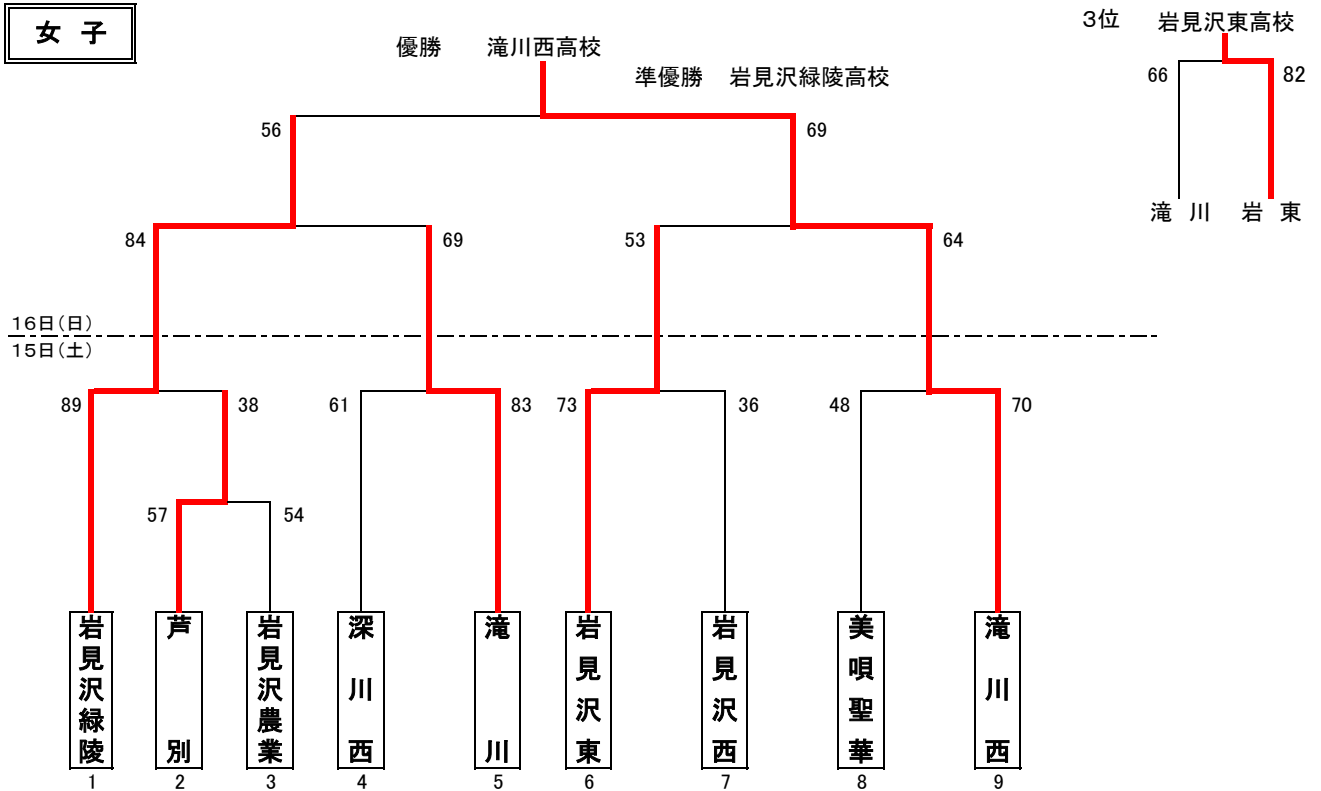 女子
3位 岩見沢東高校
優勝 滝川西高校
準優勝 岩見沢緑陵高校
66 82
56 69
滝川 岩東
84 69 53 64
16日(日)
15日(土)
89 38 61 83 73 36 48 70
57 54
岩見沢緑陵
芦別
岩見沢農業
深川西
滝川
岩見沢東
岩見沢西
美唄聖華
滝川西
1 2 3 4 5 6 7 8 9